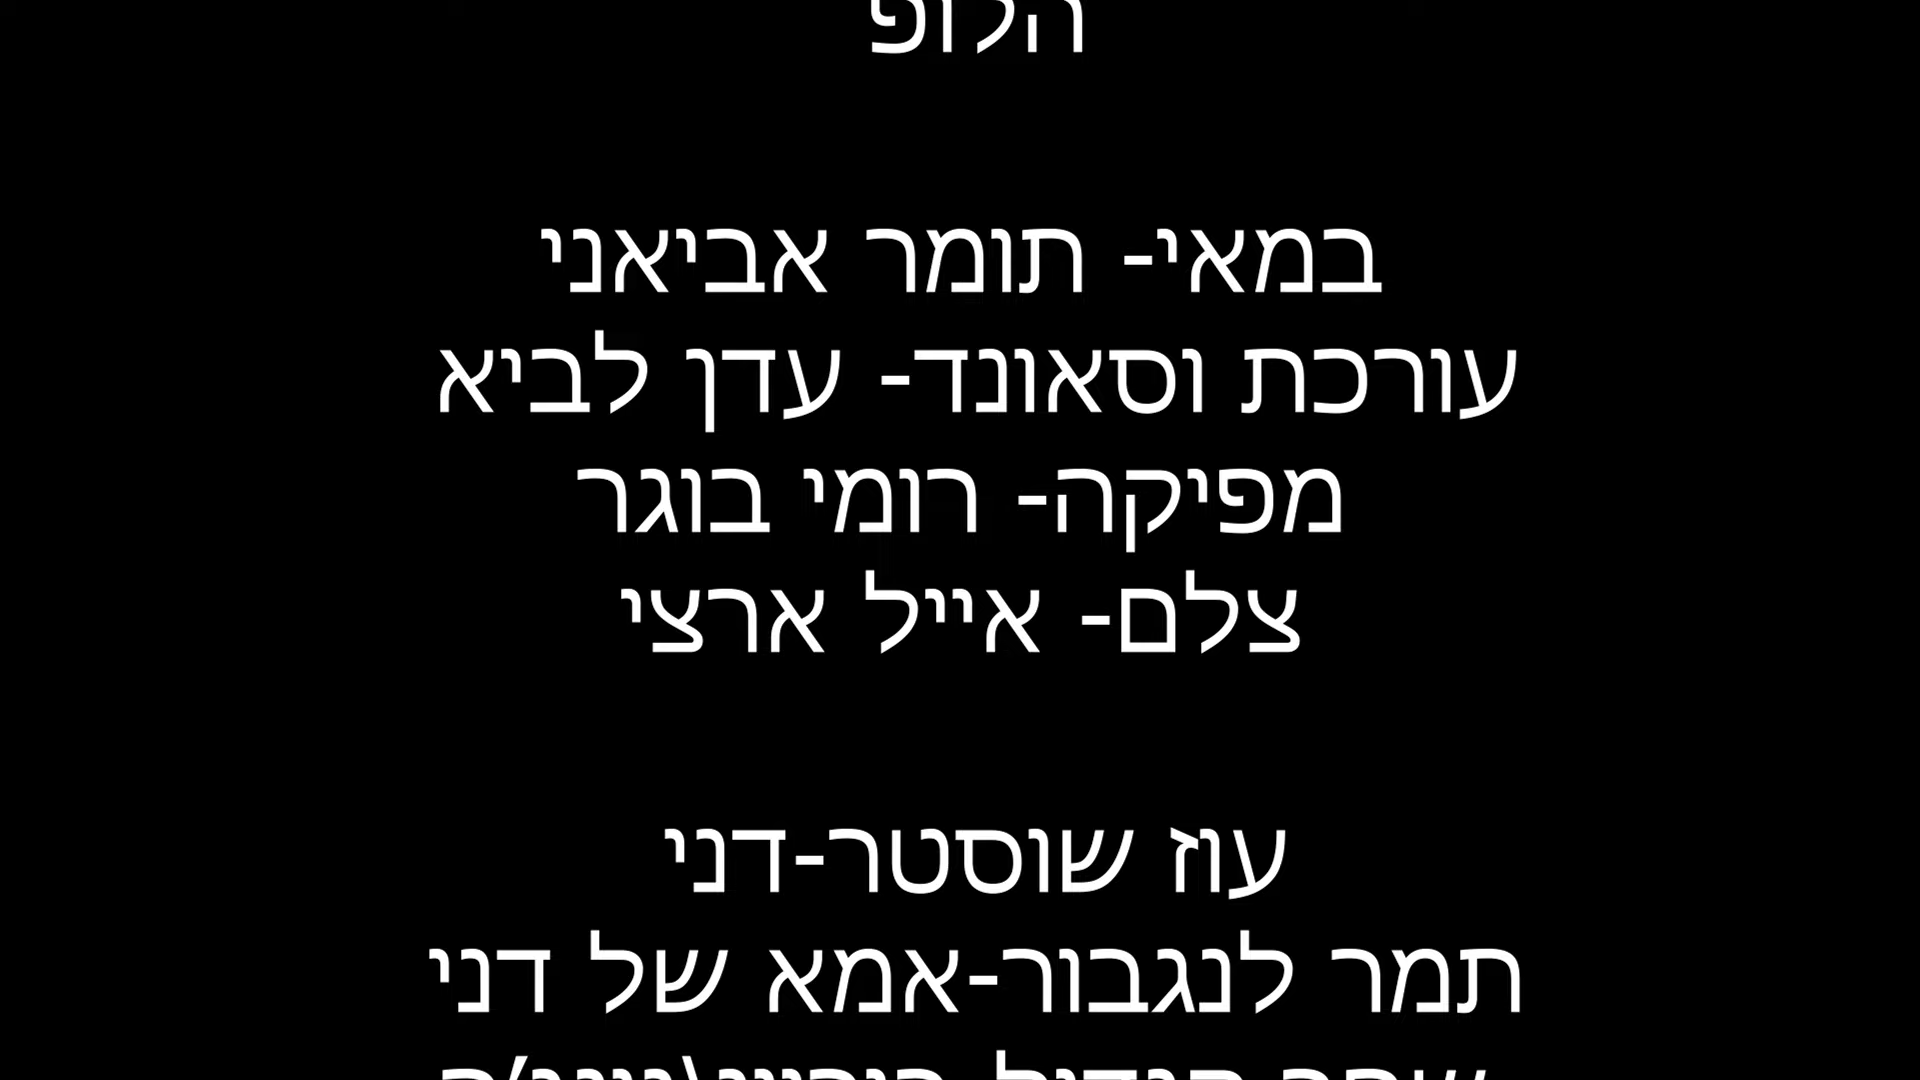 הלופ
במאי- תומר אביאני
עורכת וסאונד- עדן לביא
מפיקה- רומי בוגר
צלם- אייל ארצי
עוז שוסטר-דני
תמר לנגבור-אמא של דני